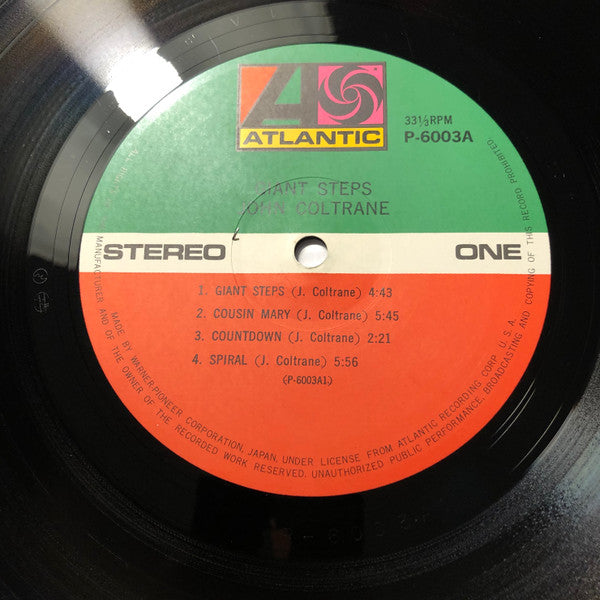 ATLANTIC
33⅓RPM
P-6003A
GIANT STEPS
JOHN COLTRANE
STEREO
ONE
1. GIANT STEPS (J. Coltrane) 4:43
2. COUSIN MARY (J. Coltrane) 5:45
3. COUNTDOWN (J. Coltrane) 2:21
4. SPIRAL (J. Coltrane) 5:56
(P-6003A1)
MADE BY WARNER-PIONEER CORPORATION, JAPAN, UNDER LICENSE FROM ATLANTIC RECORDING CORP. U.S.A.
MANUFACTURER AND OF THE OWNER OF THE RECORDED WORK RESERVED. UNAUTHORIZED PUBLIC PERFORMANCE, BROADCASTING AND COPYING OF THIS RECORD PROHIBITED